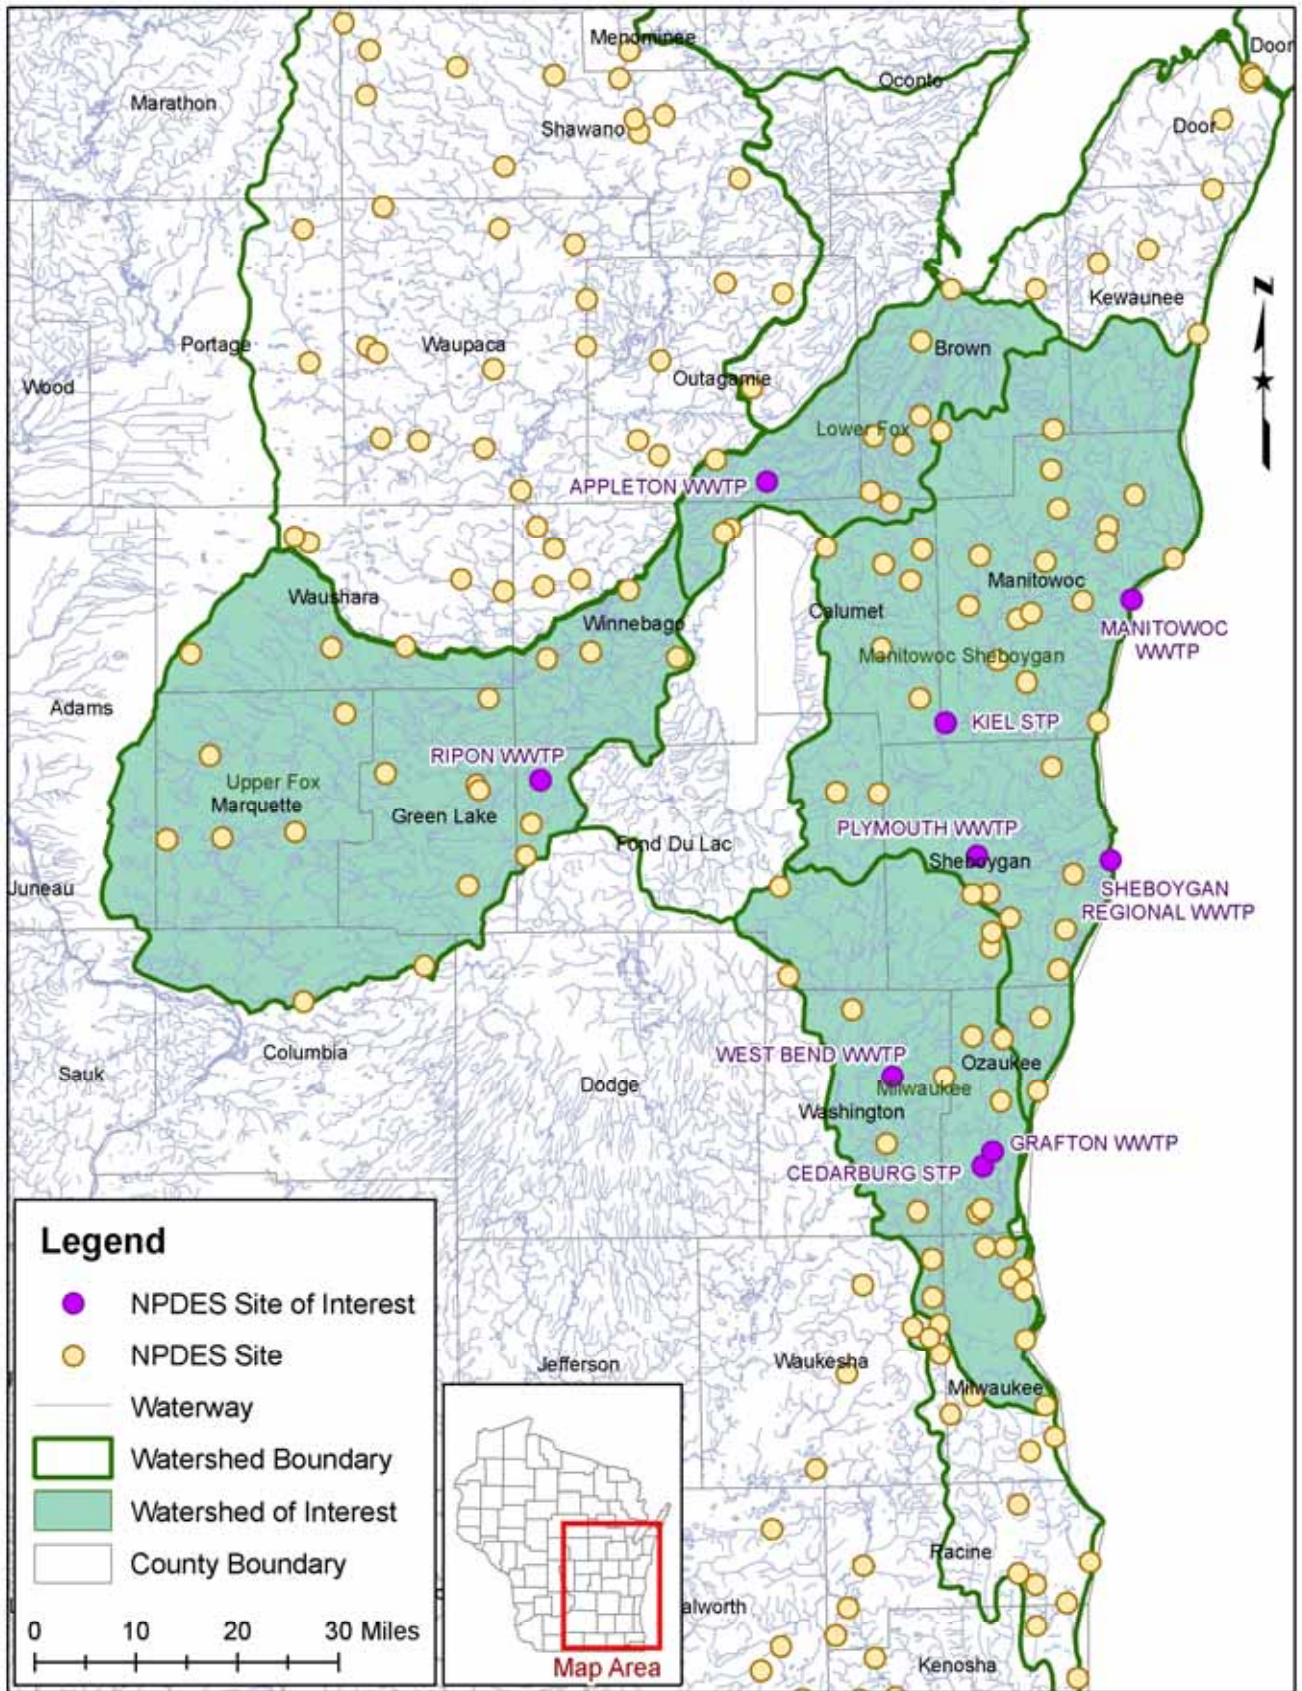 Menominee
Door
Oconto
Marathon
Shawano
Door
Kewaunee
N
Portage
Waupaca
Brown
Wood
Outagamie
Lower Fox
APPLETON WWTP
Waushara
Manitowoc
Winnebago
Calumet
MANITOWOC
WWTP
Manitowoc Sheboygan
Adams
KIEL STP
RIPON WWTP
Upper Fox
Marquette
Green Lake
PLYMOUTH WWTP
Fond Du Lac
Sheboygan
Juneau
SHEBOYGAN
REGIONAL WWTP
Columbia
WEST BEND WWTP
Ozaukee
Sauk
Dodge
Milwaukee
Washington
GRAFTON WWTP
CEDARBURG STP
Legend
NPDES Site of Interest
NPDES Site
Waterway
Watershed Boundary
Watershed of Interest
County Boundary
0 10 20 30 Miles
Jefferson
Waukesha
Milwaukee
Racine
alworth
Kenosha
Map Area